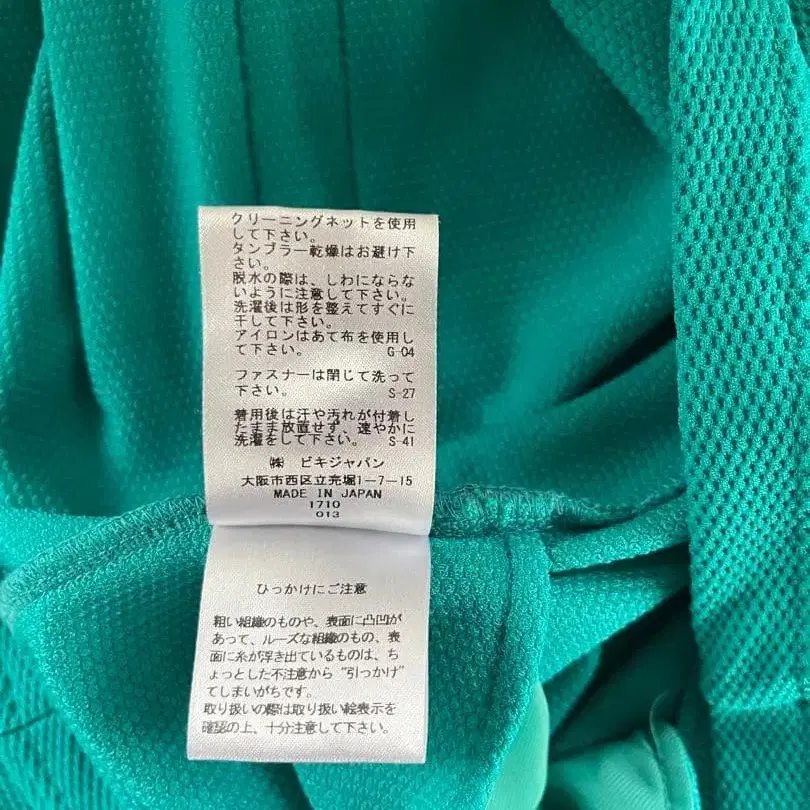 クリーニングネットを使用
して下さい。
タンブラー乾燥はお避け下
さい。
脱水の際は、しわにならな
いように注意して下さい。
洗濯後は形を整えてすぐに
干して下さい。
アイロンはあて布を使用し
て下さい。 G-04
ファスナーは閉じて洗って
下さい。 S-27
着用後は汗や汚れが付着し
たまま放置せず、速やかに
洗濯をして下さい。 S-41
㈱ ビキジャパン
大阪市西区立売堀1-7-15
MADE IN JAPAN
1710
013
ひっかけにご注意
粗い組織のものや、表面に凸凹が
あって、ルーズな組織のもの、表
面に糸が浮き出ているものは、ち
ょっとした不注意から“引っかけ”
てしまいがちです。
取り扱いの際は取り扱い絵表示を
確認の上、十分注意して下さい。